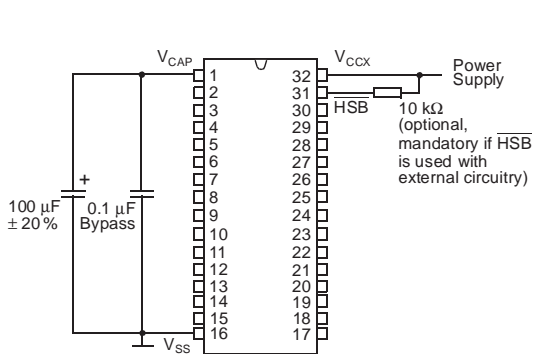 VCAP
VCCX
Power
Supply
1
2
3
4
5
6
7
8
9
10
11
12
13
14
15
16
32
31
30
29
28
27
26
25
24
23
22
21
20
19
18
17
HSB
10 kΩ
(optional,
mandatory if HSB
is used with
external circuitry)
+
100 μF
± 20%
0.1 μF
Bypass
VSS